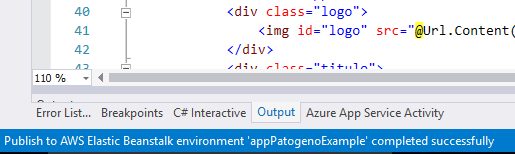 40 <div class="logo">
41 <img id="logo" src="@Url.Content(
42 </div>
43 <div class="titulo">
110 %
Error List... Breakpoints C# Interactive Output Azure App Service Activity
Publish to AWS Elastic Beanstalk environment 'appPatogenoExample' completed successfully